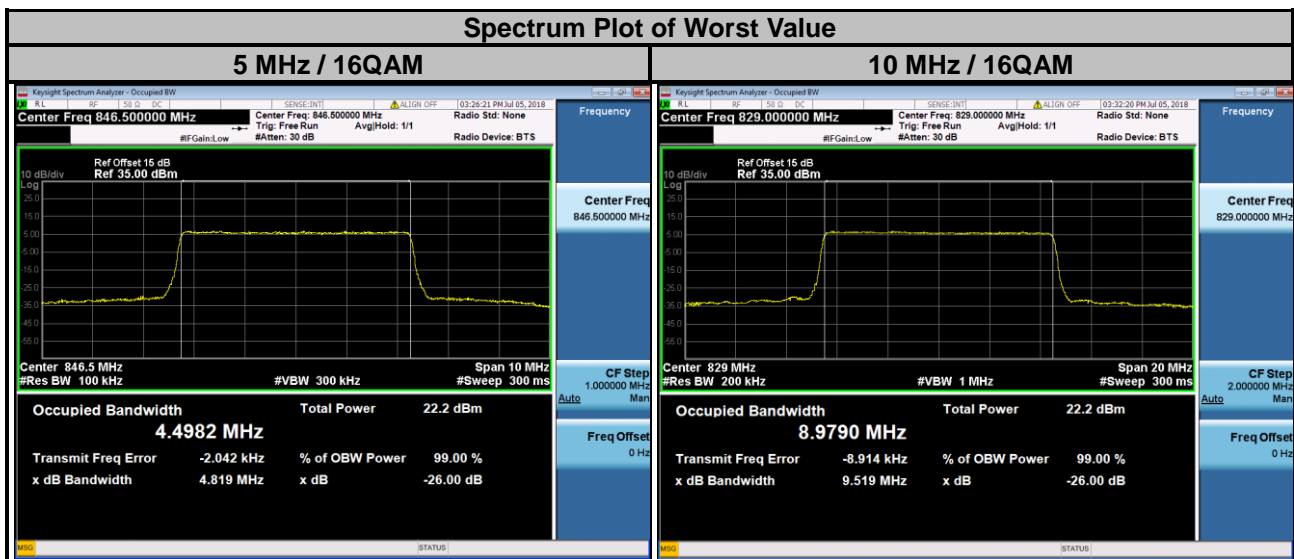 Spectrum Plot of Worst Value
5 MHz / 16QAM
10 MHz / 16QAM
Keysight Spectrum Analyzer - Occupied BW
RL RF 50 Ω DC SENSE:INT ALIGN OFF 03:26:21 PM Jul 05, 2018
Center Freq 846.500000 MHz
Center Freq: 846.500000 MHz
Radio Std: None
Trig: Free Run Avg|Hold: 1/1
#IFGain:Low #Atten: 30 dB
Radio Device: BTS
Ref Offset 15 dB
10 dB/div Ref 35.00 dBm
Log
25.0
15.0
5.00
-5.00
-15.0
-25.0
-35.0
-45.0
-55.0
Center 846.5 MHz Span 10 MHz
#Res BW 100 kHz #VBW 300 kHz #Sweep 300 ms
Occupied Bandwidth Total Power 22.2 dBm
4.4982 MHz
Transmit Freq Error -2.042 kHz % of OBW Power 99.00 %
x dB Bandwidth 4.819 MHz x dB -26.00 dB
MSG STATUS
Frequency
Center Freq
846.500000 MHz
CF Step
1.000000 MHz
Auto Man
Freq Offset
0 Hz
Keysight Spectrum Analyzer - Occupied BW
RL RF 50 Ω DC SENSE:INT ALIGN OFF 03:32:20 PM Jul 05, 2018
Center Freq 829.000000 MHz
Center Freq: 829.000000 MHz
Radio Std: None
Trig: Free Run Avg|Hold: 1/1
#IFGain:Low #Atten: 30 dB
Radio Device: BTS
Ref Offset 15 dB
10 dB/div Ref 35.00 dBm
Log
25.0
15.0
5.00
-5.00
-15.0
-25.0
-35.0
-45.0
-55.0
Center 829 MHz Span 20 MHz
#Res BW 200 kHz #VBW 1 MHz #Sweep 300 ms
Occupied Bandwidth Total Power 22.2 dBm
8.9790 MHz
Transmit Freq Error -8.914 kHz % of OBW Power 99.00 %
x dB Bandwidth 9.519 MHz x dB -26.00 dB
MSG STATUS
Frequency
Center Freq
829.000000 MHz
CF Step
2.000000 MHz
Auto Man
Freq Offset
0 Hz